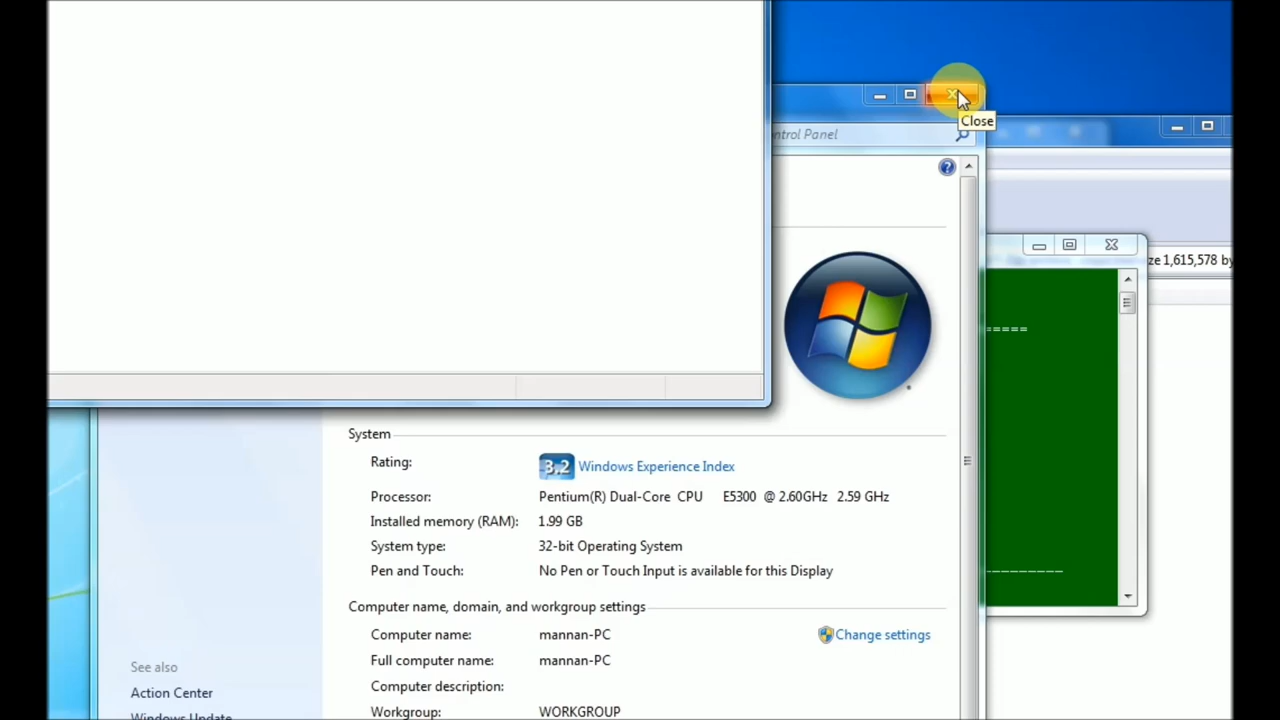 Close
ntrol Panel
ze 1,615,578 by
=====
System
Rating: 3.2 Windows Experience Index
Processor: Pentium(R) Dual-Core CPU E5300 @ 2.60GHz 2.59 GHz
Installed memory (RAM): 1.99 GB
System type: 32-bit Operating System
Pen and Touch: No Pen or Touch Input is available for this Display
---------
Computer name, domain, and workgroup settings
Computer name: mannan-PC Change settings
Full computer name: mannan-PC
Computer description:
See also
Action Center
Workgroup: WORKGROUP
Windows Update